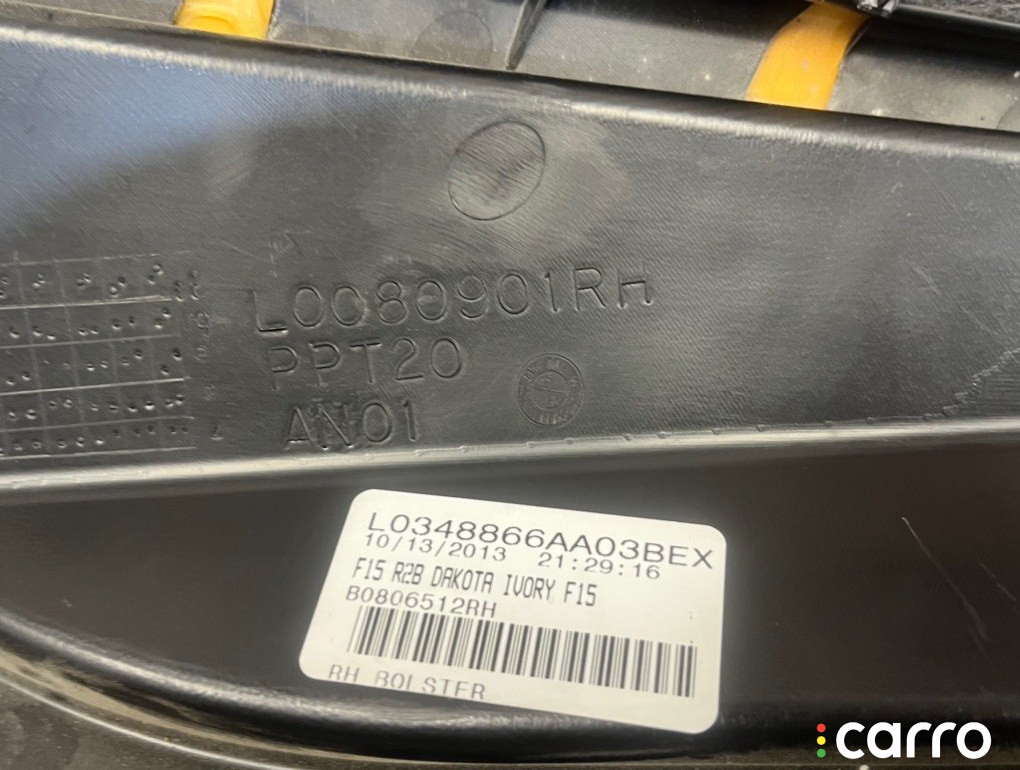 L0080901RH
PPT20
AN01
L0348866AA03BEX
10/13/2013 21:29:16
F15 R2B DAKOTA IVORY F15
B0806512RH
RH BOLSTER
carro